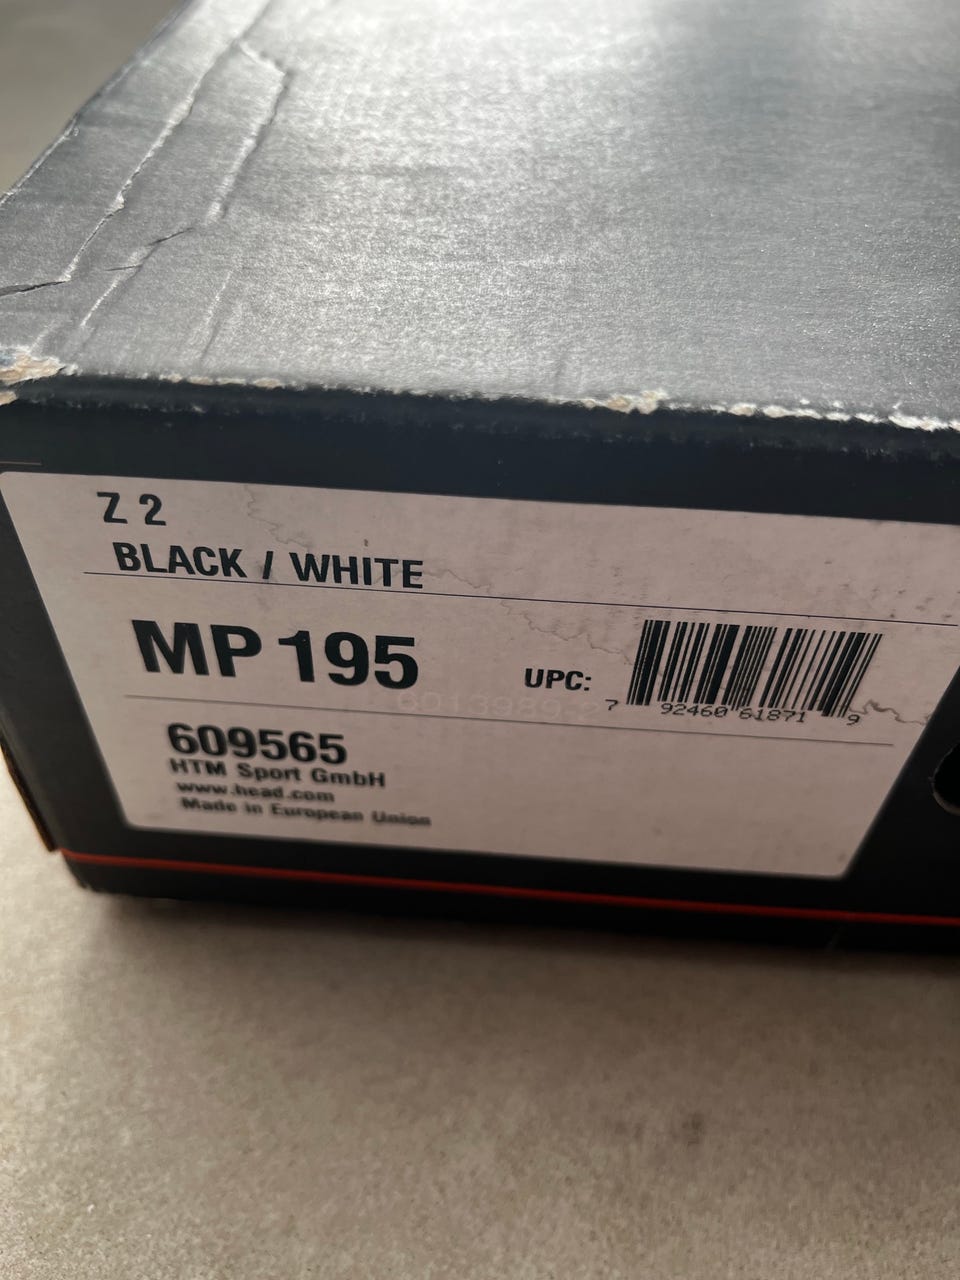 Z 2
BLACK / WHITE
MP 195
UPC:
7 92460 61871 9
609565
HTM Sport GmbH
www.head.com
Made in European Union